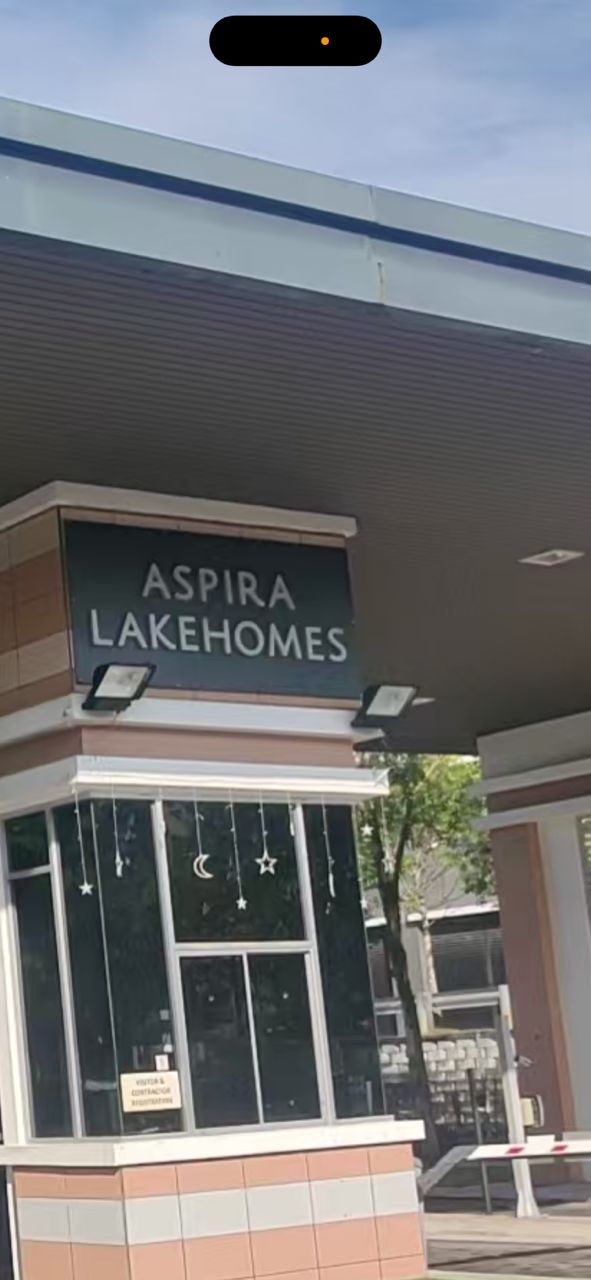 ASPIRA
LAKEHOMES
VISITOR &
CONTRACTOR
REGISTRATION